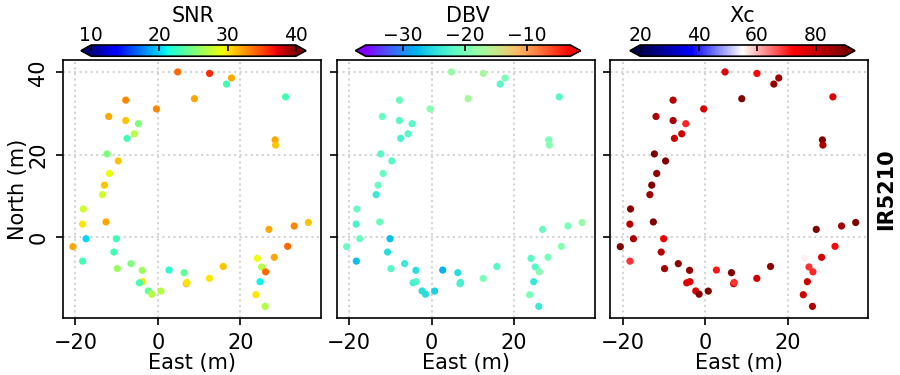 SNR DBV Xc
10 20 30 40 −30 −20 −10 20 40 60 80
40
20
0
North (m)
IR5210
−20 0 20 −20 0 20 −20 0 20
East (m) East (m) East (m)